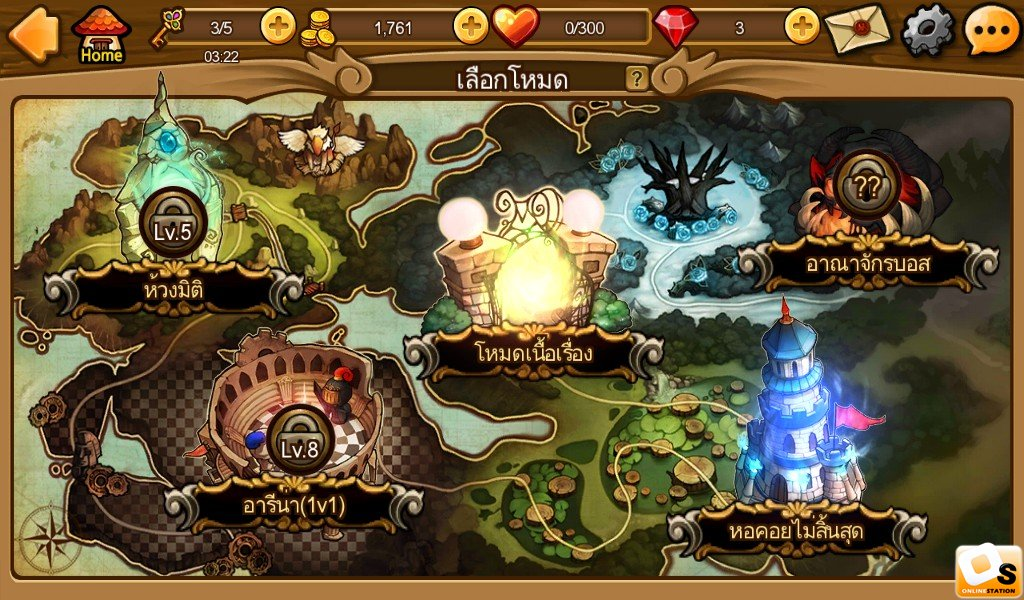 3/5
1,761
0/300
3
Home
03:22
เลือกโหมด
?
Lv.5
ห้วงมิติ
??
อาณาจักรบอส
โหมดเนื้อเรื่อง
Lv.8
อารีน่า(1v1)
หอคอยไม่สิ้นสุด
OS
ONLINESTATION